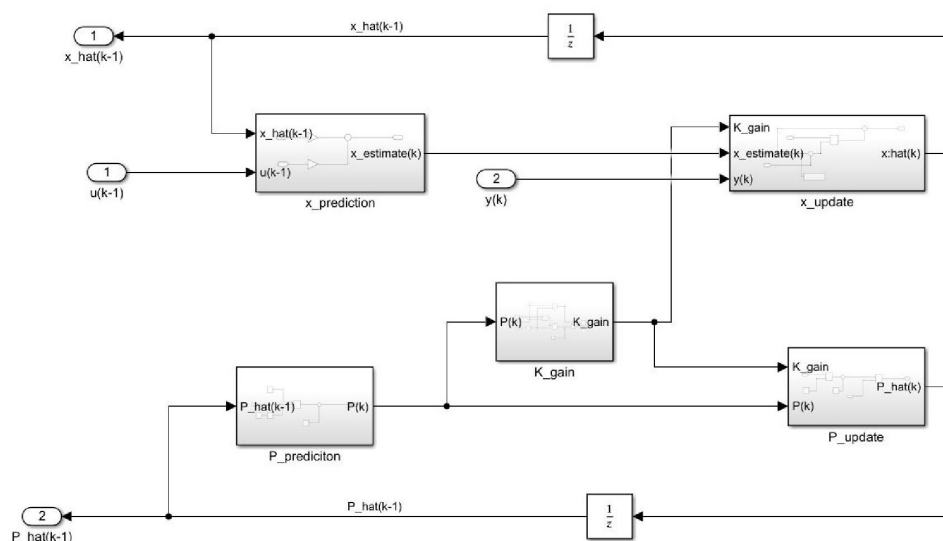 x_hat(k-1)
1
z
1
x_hat(k-1)
x_hat(k-1)
x_estimate(k)
u(k-1)
x_prediction
1
u(k-1)
2
y(k)
K_gain
x_estimate(k)
x:hat(k)
y(k)
x_update
P(k)
K_gain
K_gain
P_hat(k-1)
P(k)
P_prediciton
K_gain
P_hat(k)
P(k)
P_update
P_hat(k-1)
1
z
2
P_hat(k-1)